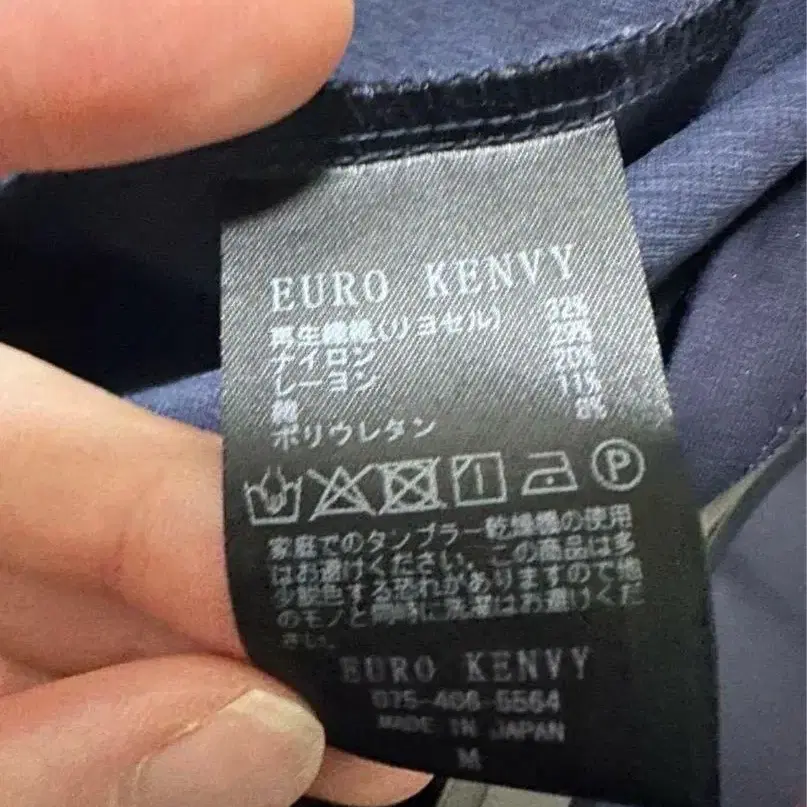 EURO KENVY
再生繊維(リヨセル) 32%
ナイロン 29%
レーヨン 20%
綿 11%
ポリウレタン 8%
P
家庭でのタンブラー乾燥機の使用
はお避けください。この商品は多
少脱色する恐れがありますので他
のモノと同時に洗濯はお避けくだ
さい。
EURO KENVY
075-406-5564
MADE IN JAPAN
M